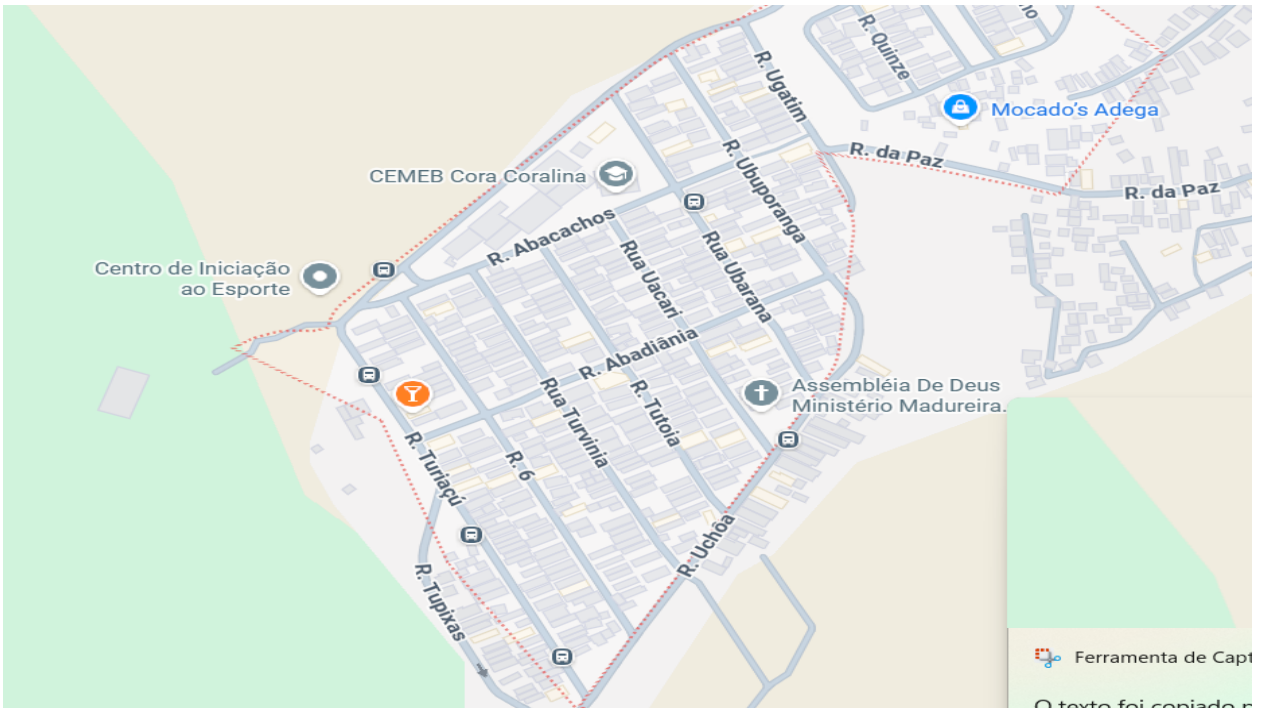 R. Quinze
R. Ugatim
Mocado's Adega
R. da Paz
R. da Paz
CEMEB Cora Coralina
R. Ubuporanga
R. Abacachos
Rua Uacari
Rua Ubarana
Centro de Iniciação
ao Esporte
R. Abadiânia
Assembléia De Deus
Ministério Madureira.
Rua Turvinia
R. Tutoia
R. Turiaçú
R. 6
R. Uchôa
R. Tupixas
Ferramenta de Capt
O texto foi copiado p